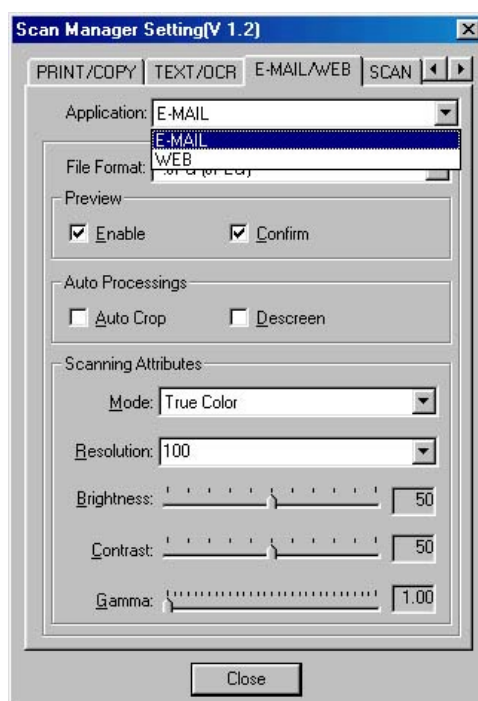 Scan Manager Setting(V 1.2)
PRINT/COPY TEXT/OCR E-MAIL/WEB SCAN
Application: E-MAIL
E-MAIL
WEB
File Format:
Preview
Enable Confirm
Auto Processings
Auto Crop Descreen
Scanning Attributes
Mode: True Color
Resolution: 100
Brightness: 50
Contrast: 50
Gamma: 1.00
Close